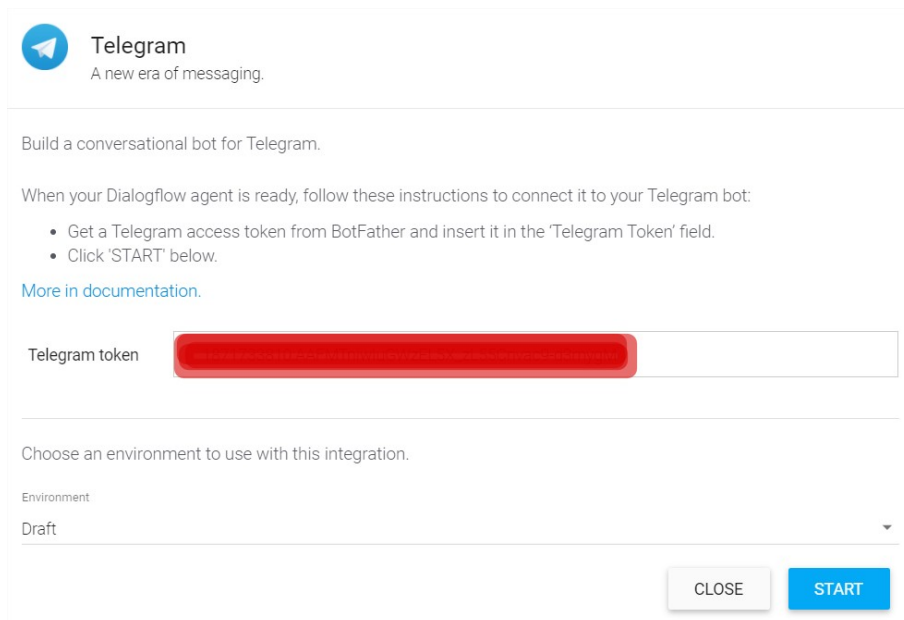 Telegram
A new era of messaging.
Build a conversational bot for Telegram.
When your Dialogflow agent is ready, follow these instructions to connect it to your Telegram bot:
• Get a Telegram access token from BotFather and insert it in the ‘Telegram Token’ field.
• Click 'START' below.
More in documentation.
Telegram token
Choose an environment to use with this integration.
Environment
Draft
CLOSE START